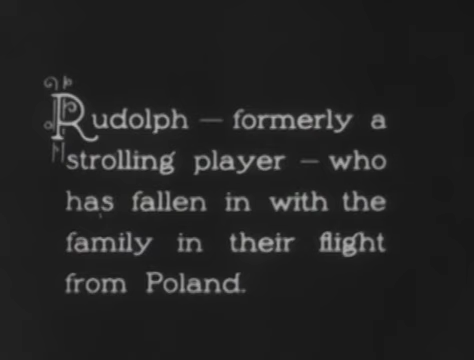 Rudolph — formerly a
strolling player — who
has fallen in with the
family in their flight
from Poland.